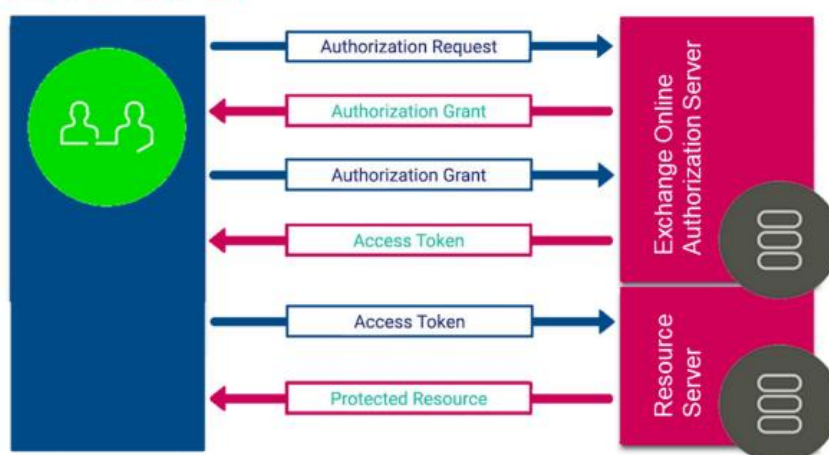 Authorization Request
Authorization Grant
Authorization Grant
Access Token
Access Token
Protected Resource
Exchange Online
Authorization Server
Resource
Server